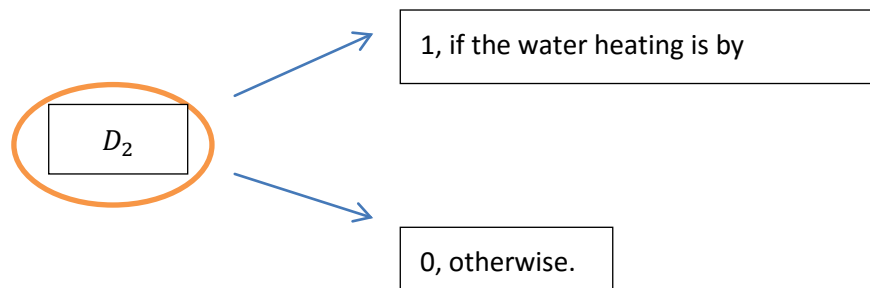 1, if the water heating is by
D₂
0, otherwise.